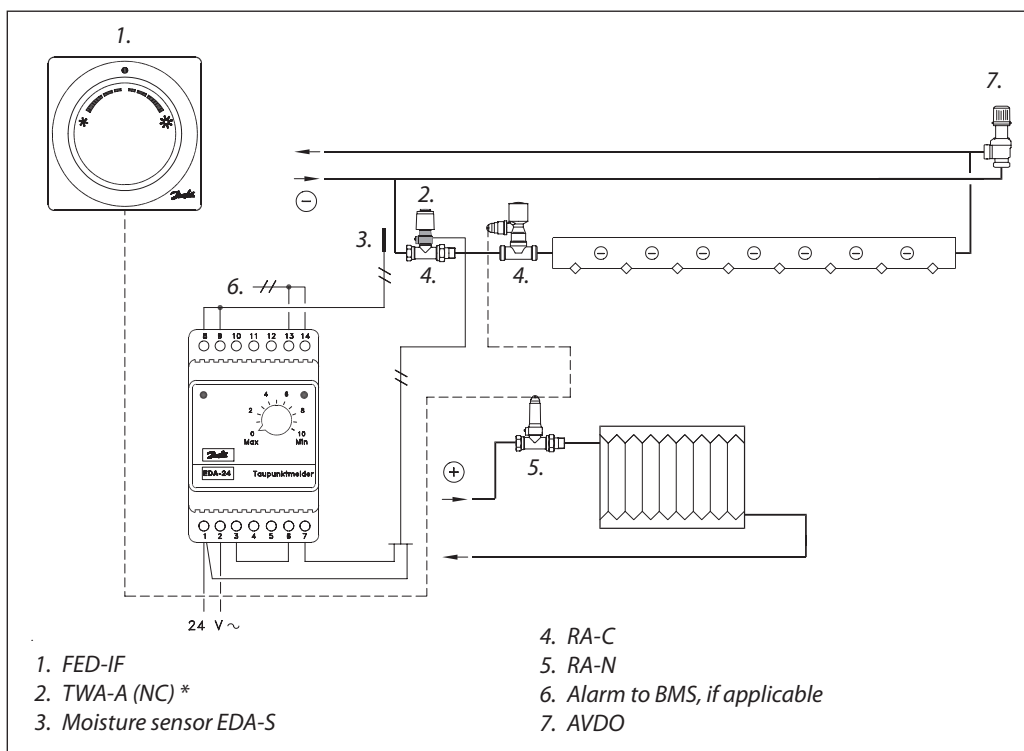 1.
7.
Danfoss
2.
3.
4.
4.
6.
8 9 10 11 12 13 14
0 2 4 6 8 10
Max Min
Danfoss
EDA-24 Taupunktmelder
5.
1 2 3 4 5 6 7
24 V ~
1. FED-IF
2. TWA-A (NC) *
3. Moisture sensor EDA-S
4. RA-C
5. RA-N
6. Alarm to BMS, if applicable
7. AVDO